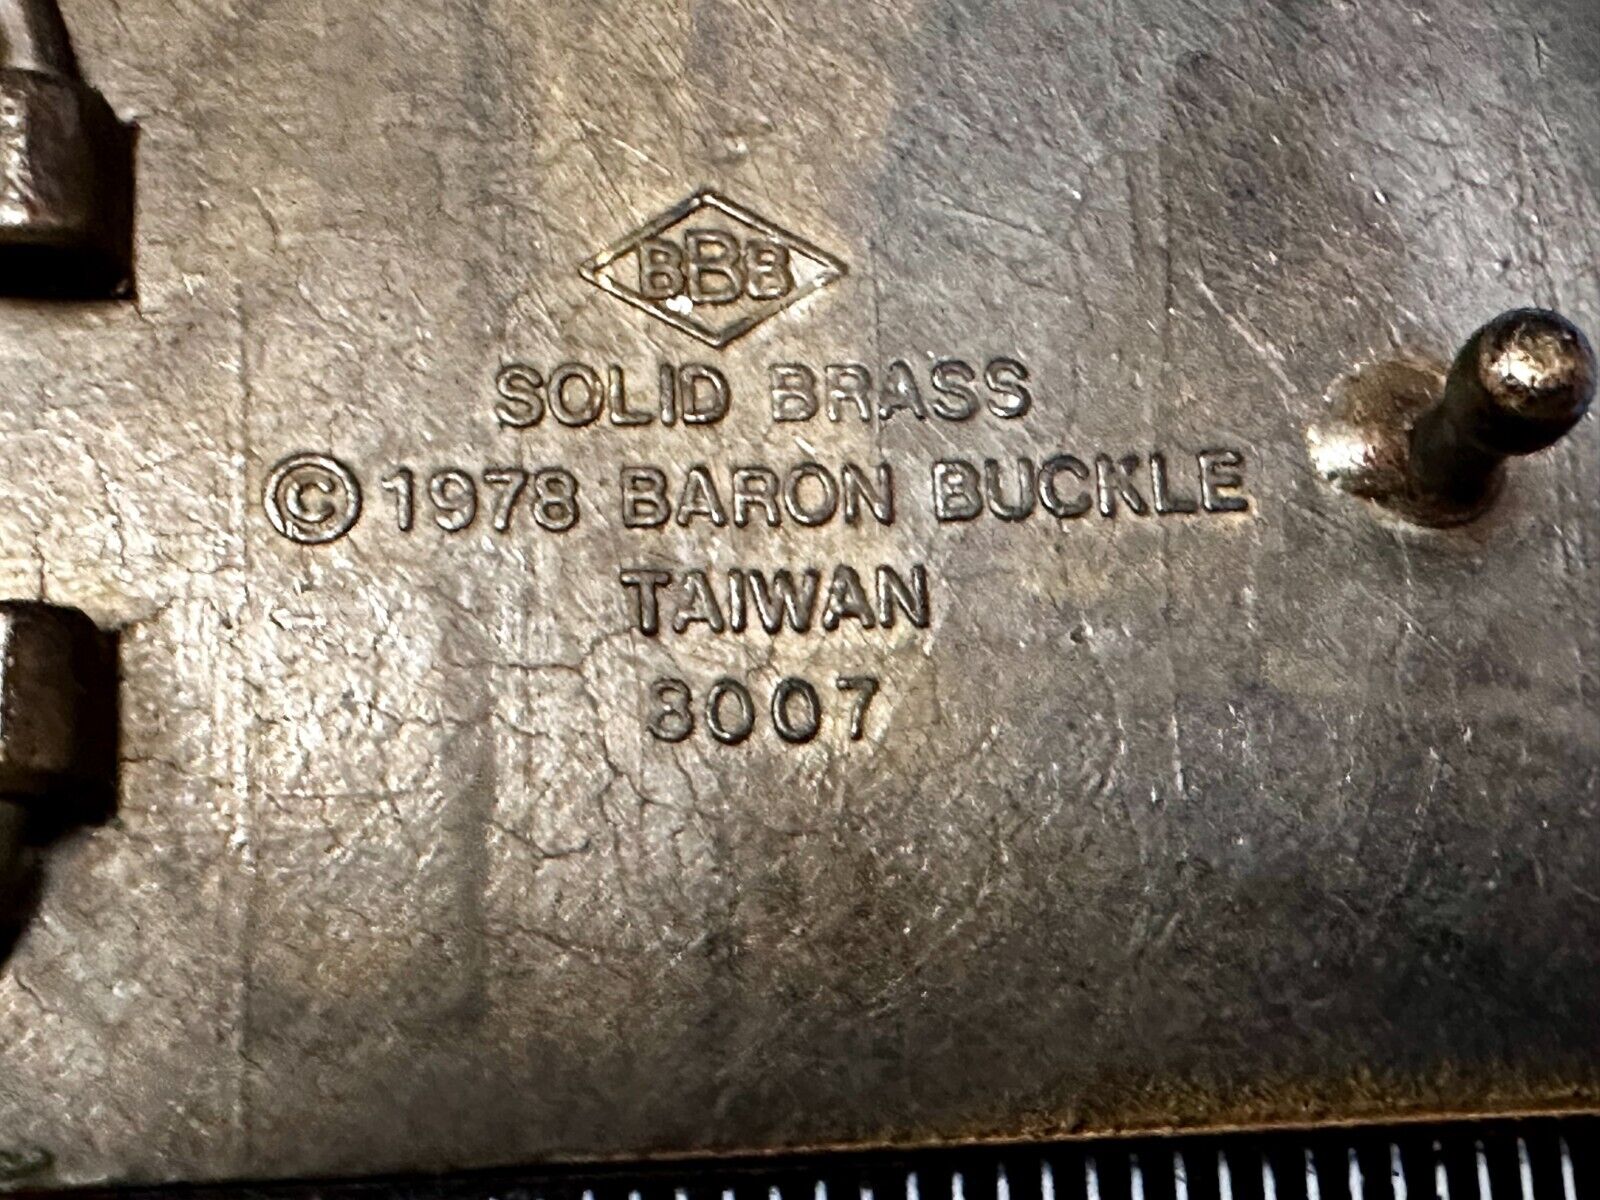 BBB
SOLID BRASS
©1978 BARON BUCKLE
TAIWAN
8007